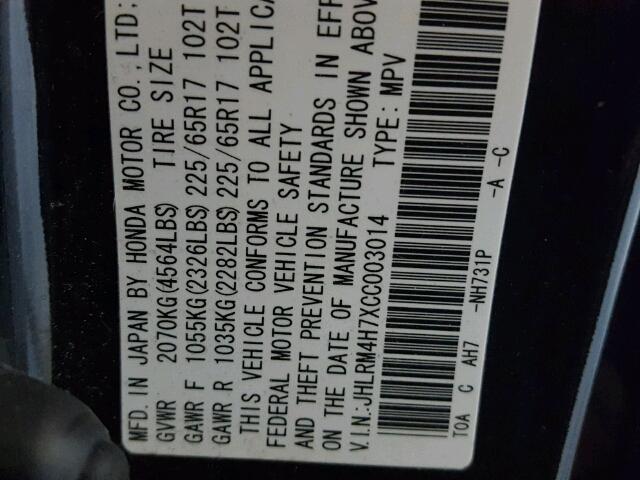 MFD. IN JAPAN BY HONDA MOTOR CO.,LTD:
GVWR 2070KG(4564LBS) TIRE SIZE
GAWR F 1055KG(2326LBS) 225/65R17 102T
GAWR R 1035KG(2282LBS) 225/65R17 102T
THIS VEHICLE CONFORMS TO ALL APPLICA
FEDERAL MOTOR VEHICLE SAFETY
AND THEFT PREVENTION STANDARDS IN EFF
ON THE DATE OF MANUFACTURE SHOWN ABOV
V.I.N.:JHLRM4H7XCC003014 TYPE: MPV
TOA C AH7 -NH731P -A -C